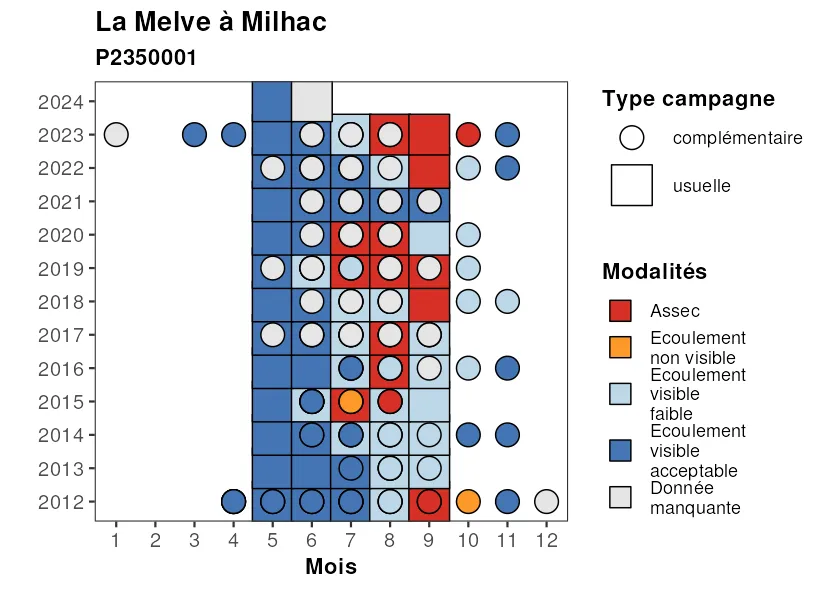 La Melve à Milhac
P2350001
2024
2023
2022
2021
2020
2019
2018
2017
2016
2015
2014
2013
2012
1 2 3 4 5 6 7 8 9 10 11 12
Mois
Type campagne
complémentaire
usuelle
Modalités
Assec
Ecoulement
non visible
Ecoulement
visible
faible
Ecoulement
visible
acceptable
Donnée
manquante